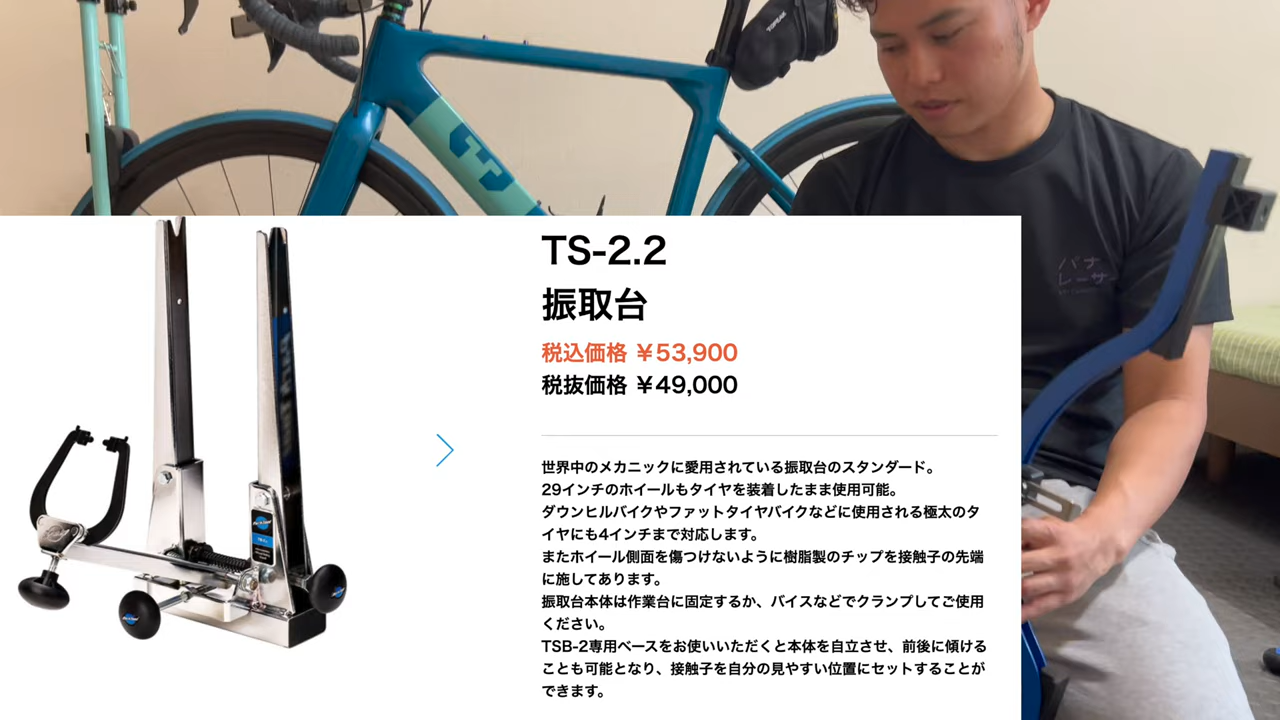 TOPEAK
バナ
レーサー
TS-2.2
振取台
税込価格 ￥53,900
税抜価格 ￥49,000
世界中のメカニックに愛用されている振取台のスタンダード。
29インチのホイールもタイヤを装着したまま使用可能。
ダウンヒルバイクやファットタイヤバイクなどに使用される極太のタ
イヤにも4インチまで対応します。
またホイール側面を傷つけないように樹脂製のチップを接触子の先端
に施してあります。
振取台本体は作業台に固定するか、バイスなどでクランプしてご使用
ください。
TSB-2専用ベースをお使いいただくと本体を自立させ、前後に傾ける
ことも可能となり、接触子を自分の見やすい位置にセットすることが
できます。